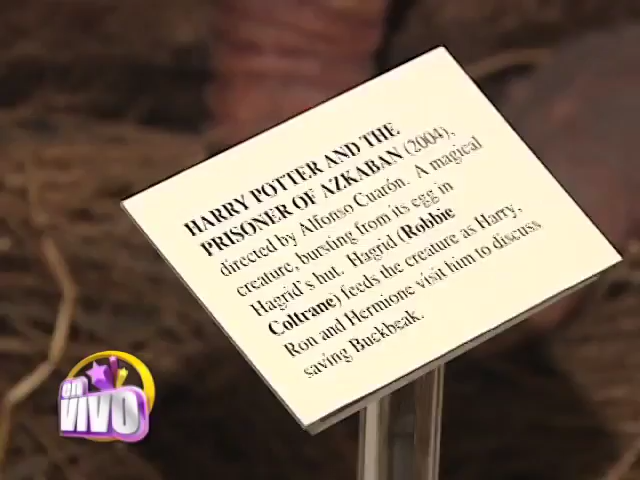 HARRY POTTER AND THE
PRISONER OF AZKABAN (2004),
directed by Alfonso Cuarón. A magical
creature, bursting from its egg in
Hagrid's hut. Hagrid (Robbie
Coltrane) feeds the creature as Harry,
Ron and Hermione visit him to discuss
saving Buckbeak.
en
VIVO